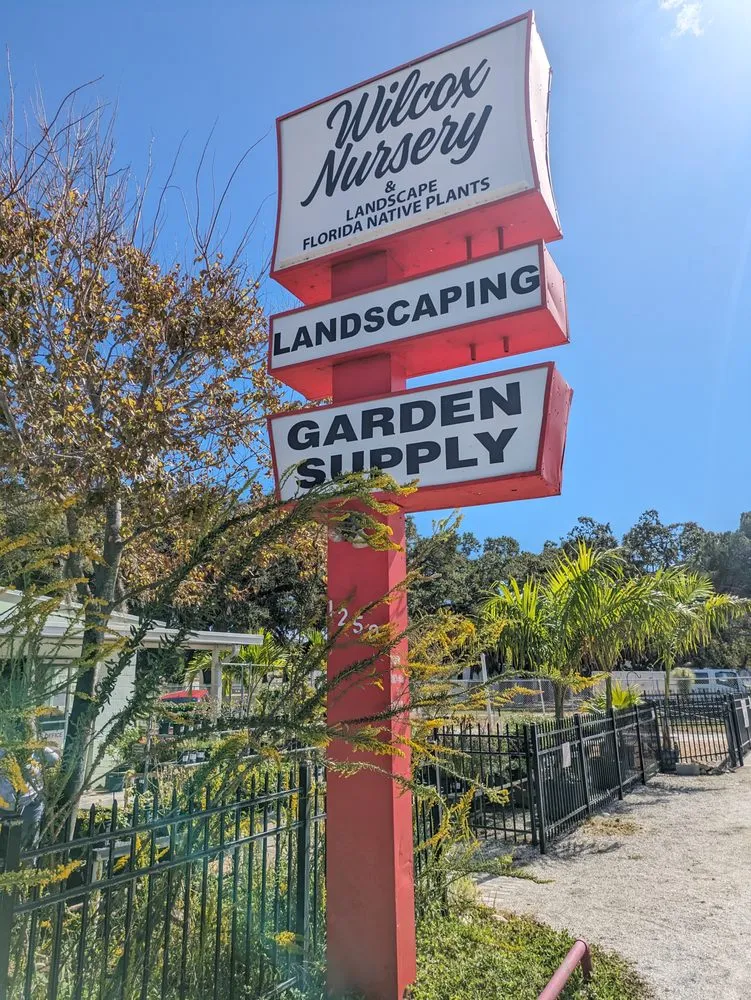 Wilcox
Nursery
&
LANDSCAPE
FLORIDA NATIVE PLANTS
LANDSCAPING
GARDEN
SUPPLY